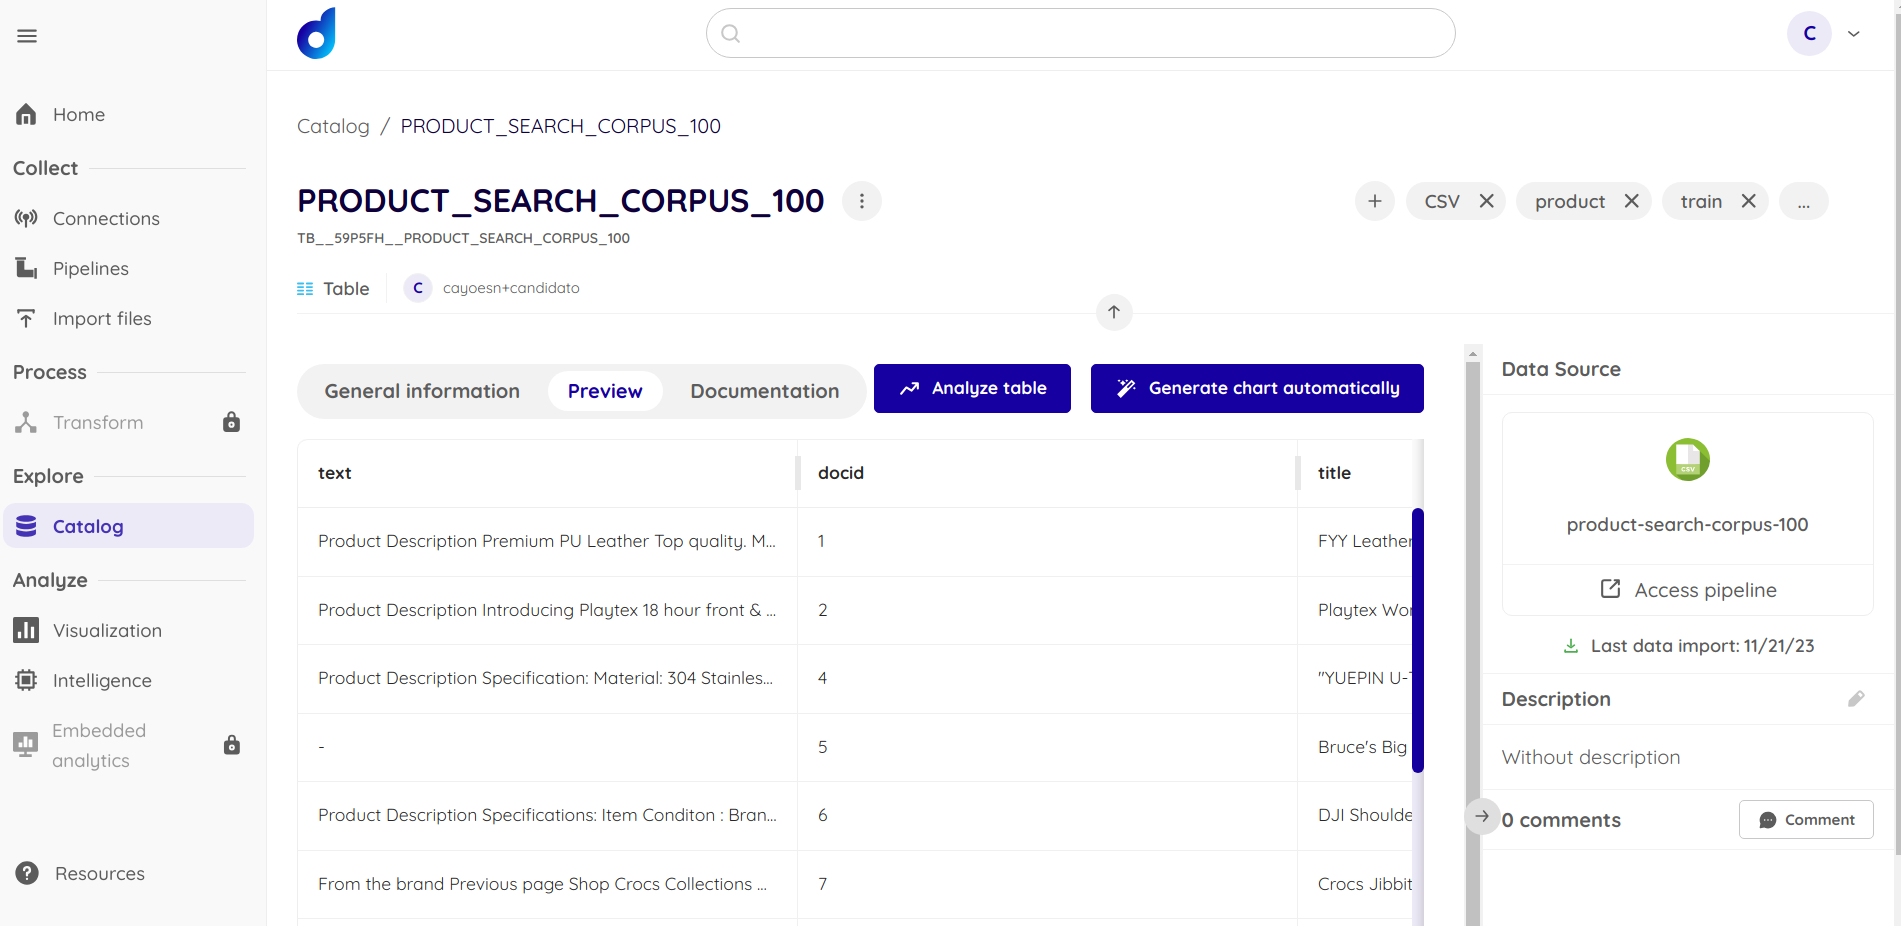 C
Home
Collect
Connections
Pipelines
Import files
Process
Transform
Explore
Catalog
Analyze
Visualization
Intelligence
Embedded
analytics
Resources
Catalog / PRODUCT_SEARCH_CORPUS_100
PRODUCT_SEARCH_CORPUS_100
CSV product train ...
TB__59P5FH__PRODUCT_SEARCH_CORPUS_100
Table C cayoesn+candidato
General information Preview Documentation Analyze table Generate chart automatically
text docid title
Product Description Premium PU Leather Top quality. M... 1 FYY Leather
Product Description Introducing Playtex 18 hour front & ... 2 Playtex Wor
Product Description Specification: Material: 304 Stainles... 4 "YUEPIN U-T
- 5 Bruce's Big
Product Description Specifications: Item Conditon : Bran... 6 DJI Shoulde
From the brand Previous page Shop Crocs Collections ... 7 Crocs Jibbit
Data Source
CSV
product-search-corpus-100
Access pipeline
Last data import: 11/21/23
Description
Without description
0 comments Comment